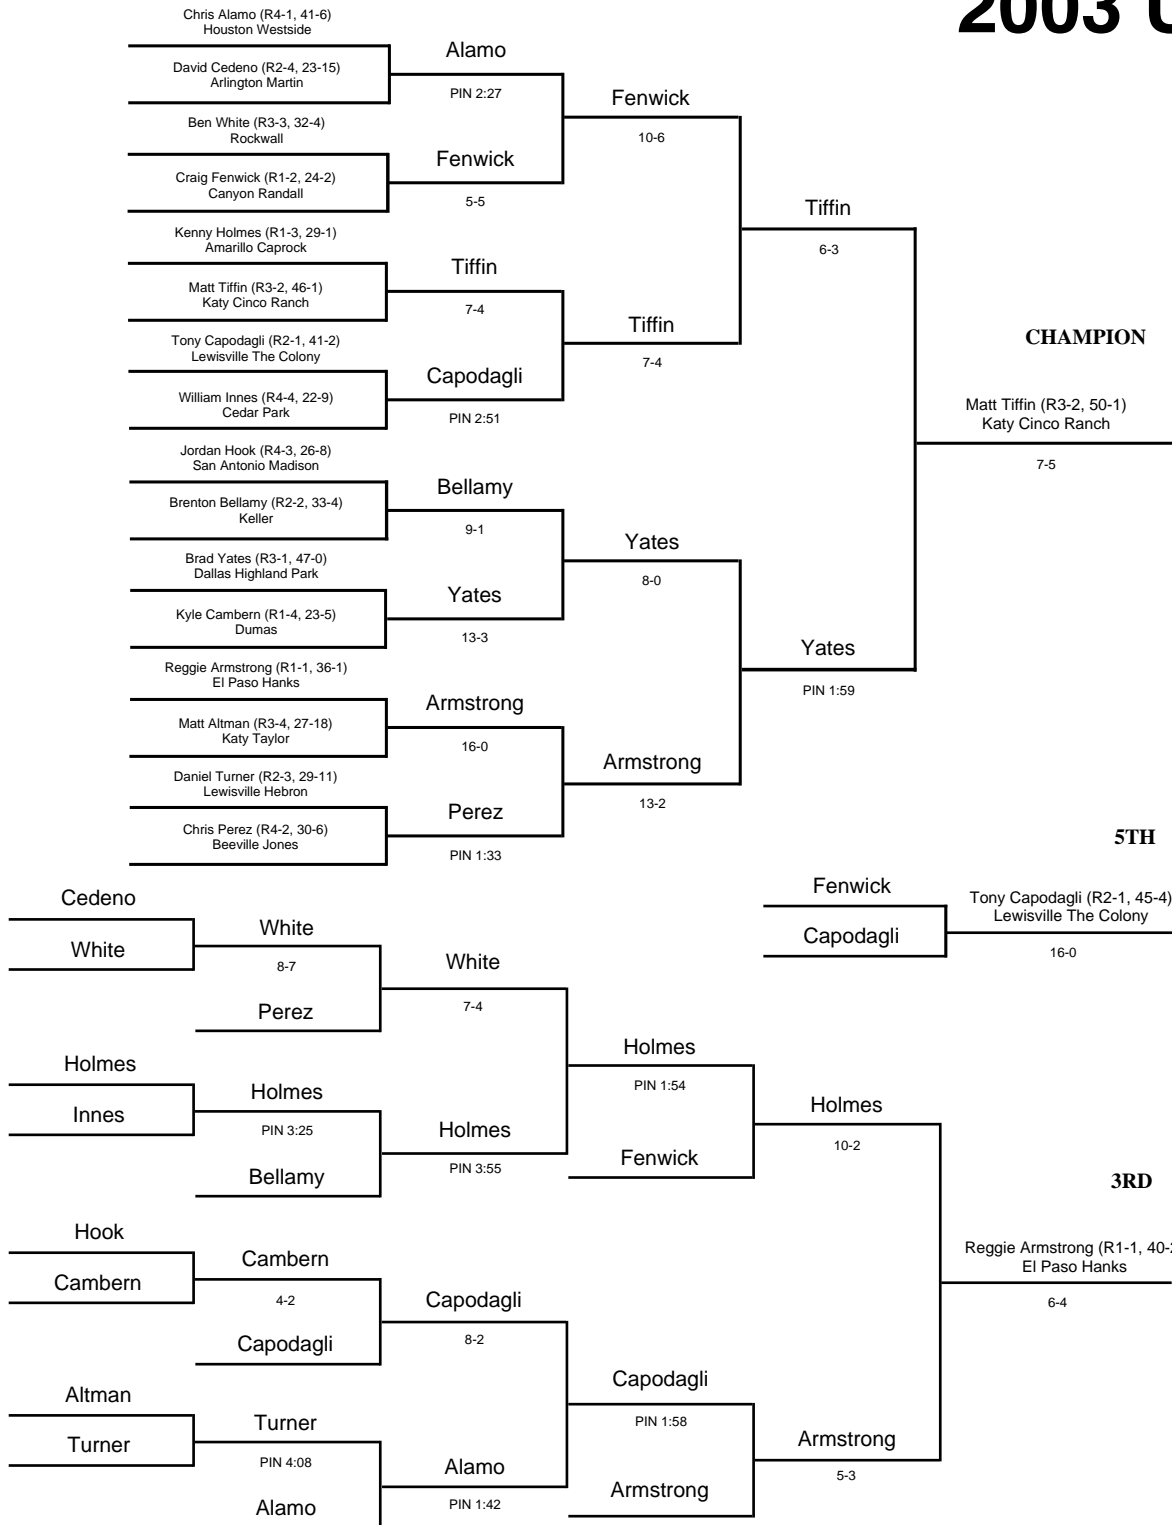 2003 U
Chris Alamo (R4-1, 41-6)
Houston Westside
David Cedeno (R2-4, 23-15)
Arlington Martin
Alamo
PIN 2:27
Ben White (R3-3, 32-4)
Rockwall
Craig Fenwick (R1-2, 24-2)
Canyon Randall
Fenwick
5-5
Fenwick
10-6
Kenny Holmes (R1-3, 29-1)
Amarillo Caprock
Matt Tiffin (R3-2, 46-1)
Katy Cinco Ranch
Tiffin
7-4
Tony Capodagli (R2-1, 41-2)
Lewisville The Colony
William Innes (R4-4, 22-9)
Cedar Park
Capodagli
PIN 2:51
Tiffin
7-4
Tiffin
6-3
Jordan Hook (R4-3, 26-8)
San Antonio Madison
Brenton Bellamy (R2-2, 33-4)
Keller
Bellamy
9-1
Brad Yates (R3-1, 47-0)
Dallas Highland Park
Kyle Cambern (R1-4, 23-5)
Dumas
Yates
13-3
Yates
8-0
Reggie Armstrong (R1-1, 36-1)
El Paso Hanks
Matt Altman (R3-4, 27-18)
Katy Taylor
Armstrong
16-0
Daniel Turner (R2-3, 29-11)
Lewisville Hebron
Chris Perez (R4-2, 30-6)
Beeville Jones
Perez
PIN 1:33
Armstrong
13-2
Yates
PIN 1:59
CHAMPION
Matt Tiffin (R3-2, 50-1)
Katy Cinco Ranch
7-5
5TH
Fenwick
Capodagli
Tony Capodagli (R2-1, 45-4)
Lewisville The Colony
16-0
Cedeno
White
White
8-7
Perez
White
7-4
Holmes
Innes
Holmes
PIN 3:25
Bellamy
Holmes
PIN 3:55
Holmes
PIN 1:54
Fenwick
Holmes
10-2
Hook
Cambern
Cambern
4-2
Capodagli
Capodagli
8-2
Altman
Turner
Turner
PIN 4:08
Alamo
Alamo
PIN 1:42
Capodagli
PIN 1:58
Armstrong
Armstrong
5-3
3RD
Reggie Armstrong (R1-1, 40-2
El Paso Hanks
6-4